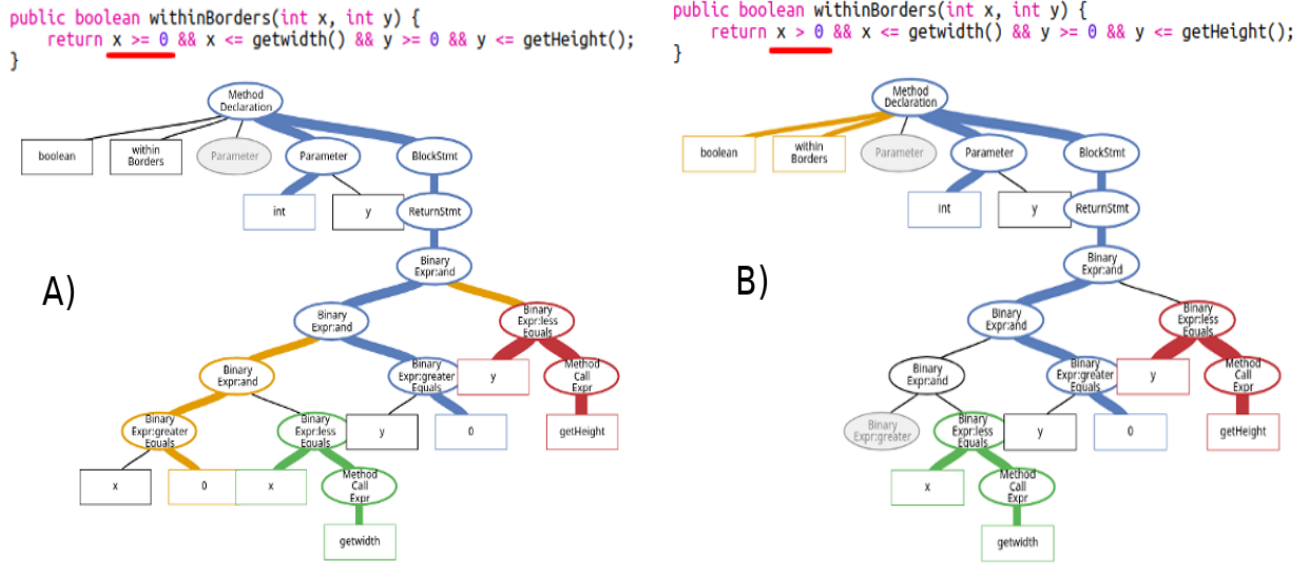 public boolean withinBorders(int x, int y) {
return x >= 0 && x <= getwidth() && y >= 0 && y <= getHeight();
}
Method
Declaration
boolean
within
Borders
Parameter
Parameter
BlockStmt
int
y
ReturnStmt
Binary
Expr:and
A)
Binary
Expr:and
Binary
Expr:less
Equals
Binary
Expr:and
Binary
Expr:greater
Equals
y
Method
Call
Expr
Binary
Expr:greater
Equals
Binary
Expr:less
Equals
y
0
getHeight
x
0
x
Method
Call
Expr
getwidth
public boolean withinBorders(int x, int y) {
return x > 0 && x <= getwidth() && y >= 0 && y <= getHeight();
}
Method
Declaration
boolean
within
Borders
Parameter
Parameter
BlockStmt
int
y
ReturnStmt
Binary
Expr:and
B)
Binary
Expr:and
Binary
Expr:less
Equals
Binary
Expr:and
Binary
Expr:greater
Equals
y
Method
Call
Expr
Binary
Expr:greater
Binary
Expr:less
Equals
y
0
getHeight
x
Method
Call
Expr
getwidth